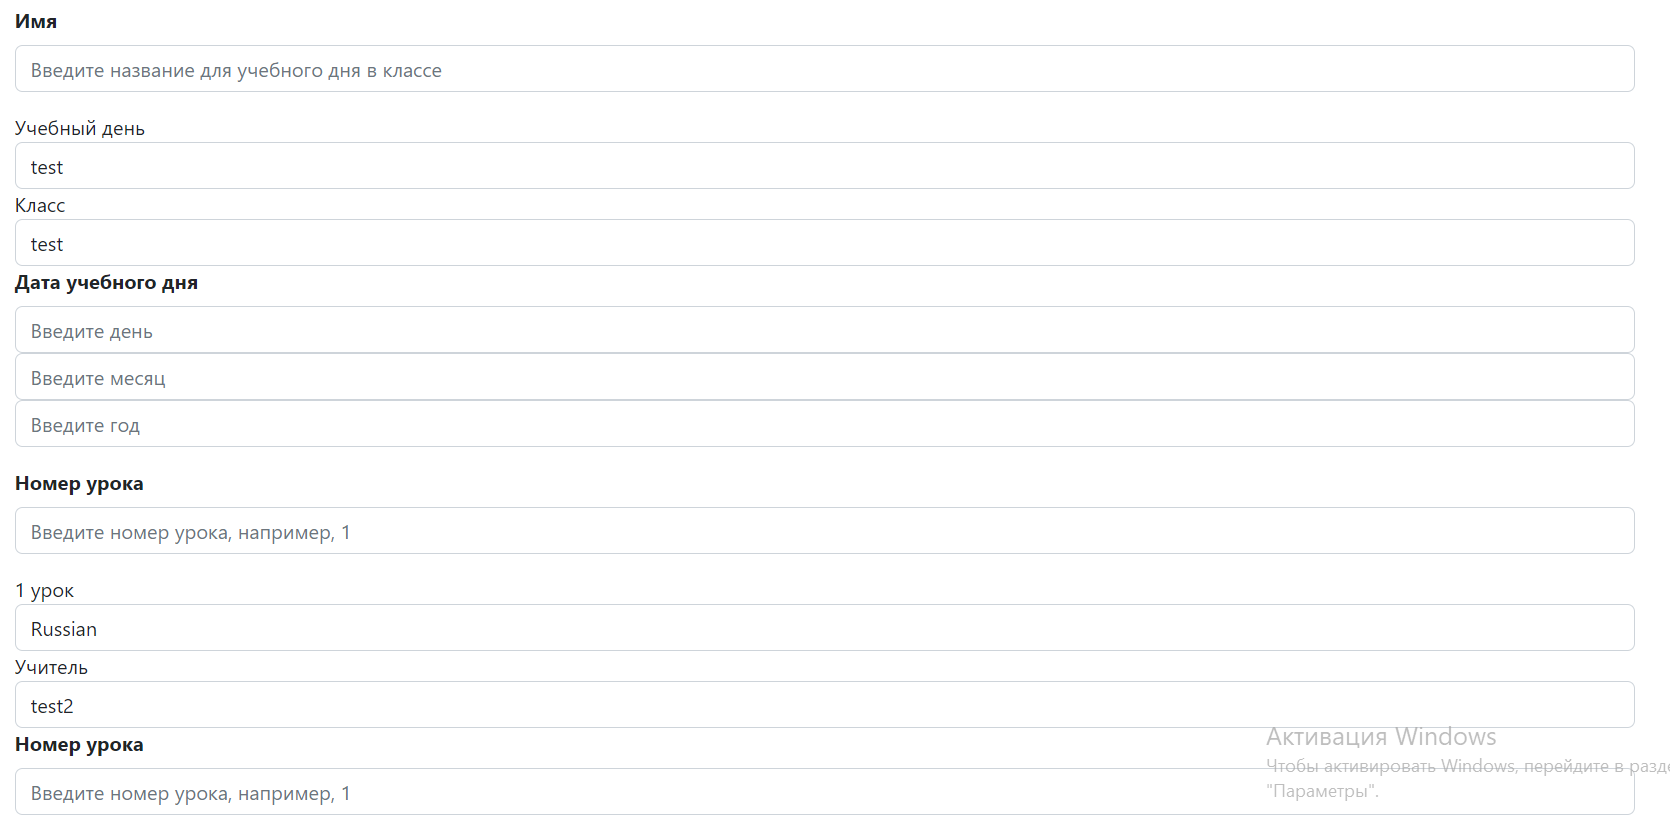 Имя
Введите название для учебного дня в классе
Учебный день
test
Класс
test
Дата учебного дня
Введите день
Введите месяц
Введите год
Номер урока
Введите номер урока, например, 1
1 урок
Russian
Учитель
test2
Номер урока
Введите номер урока, например, 1
Активация Windows
Чтобы активировать Windows, перейдите в разде
"Параметры".